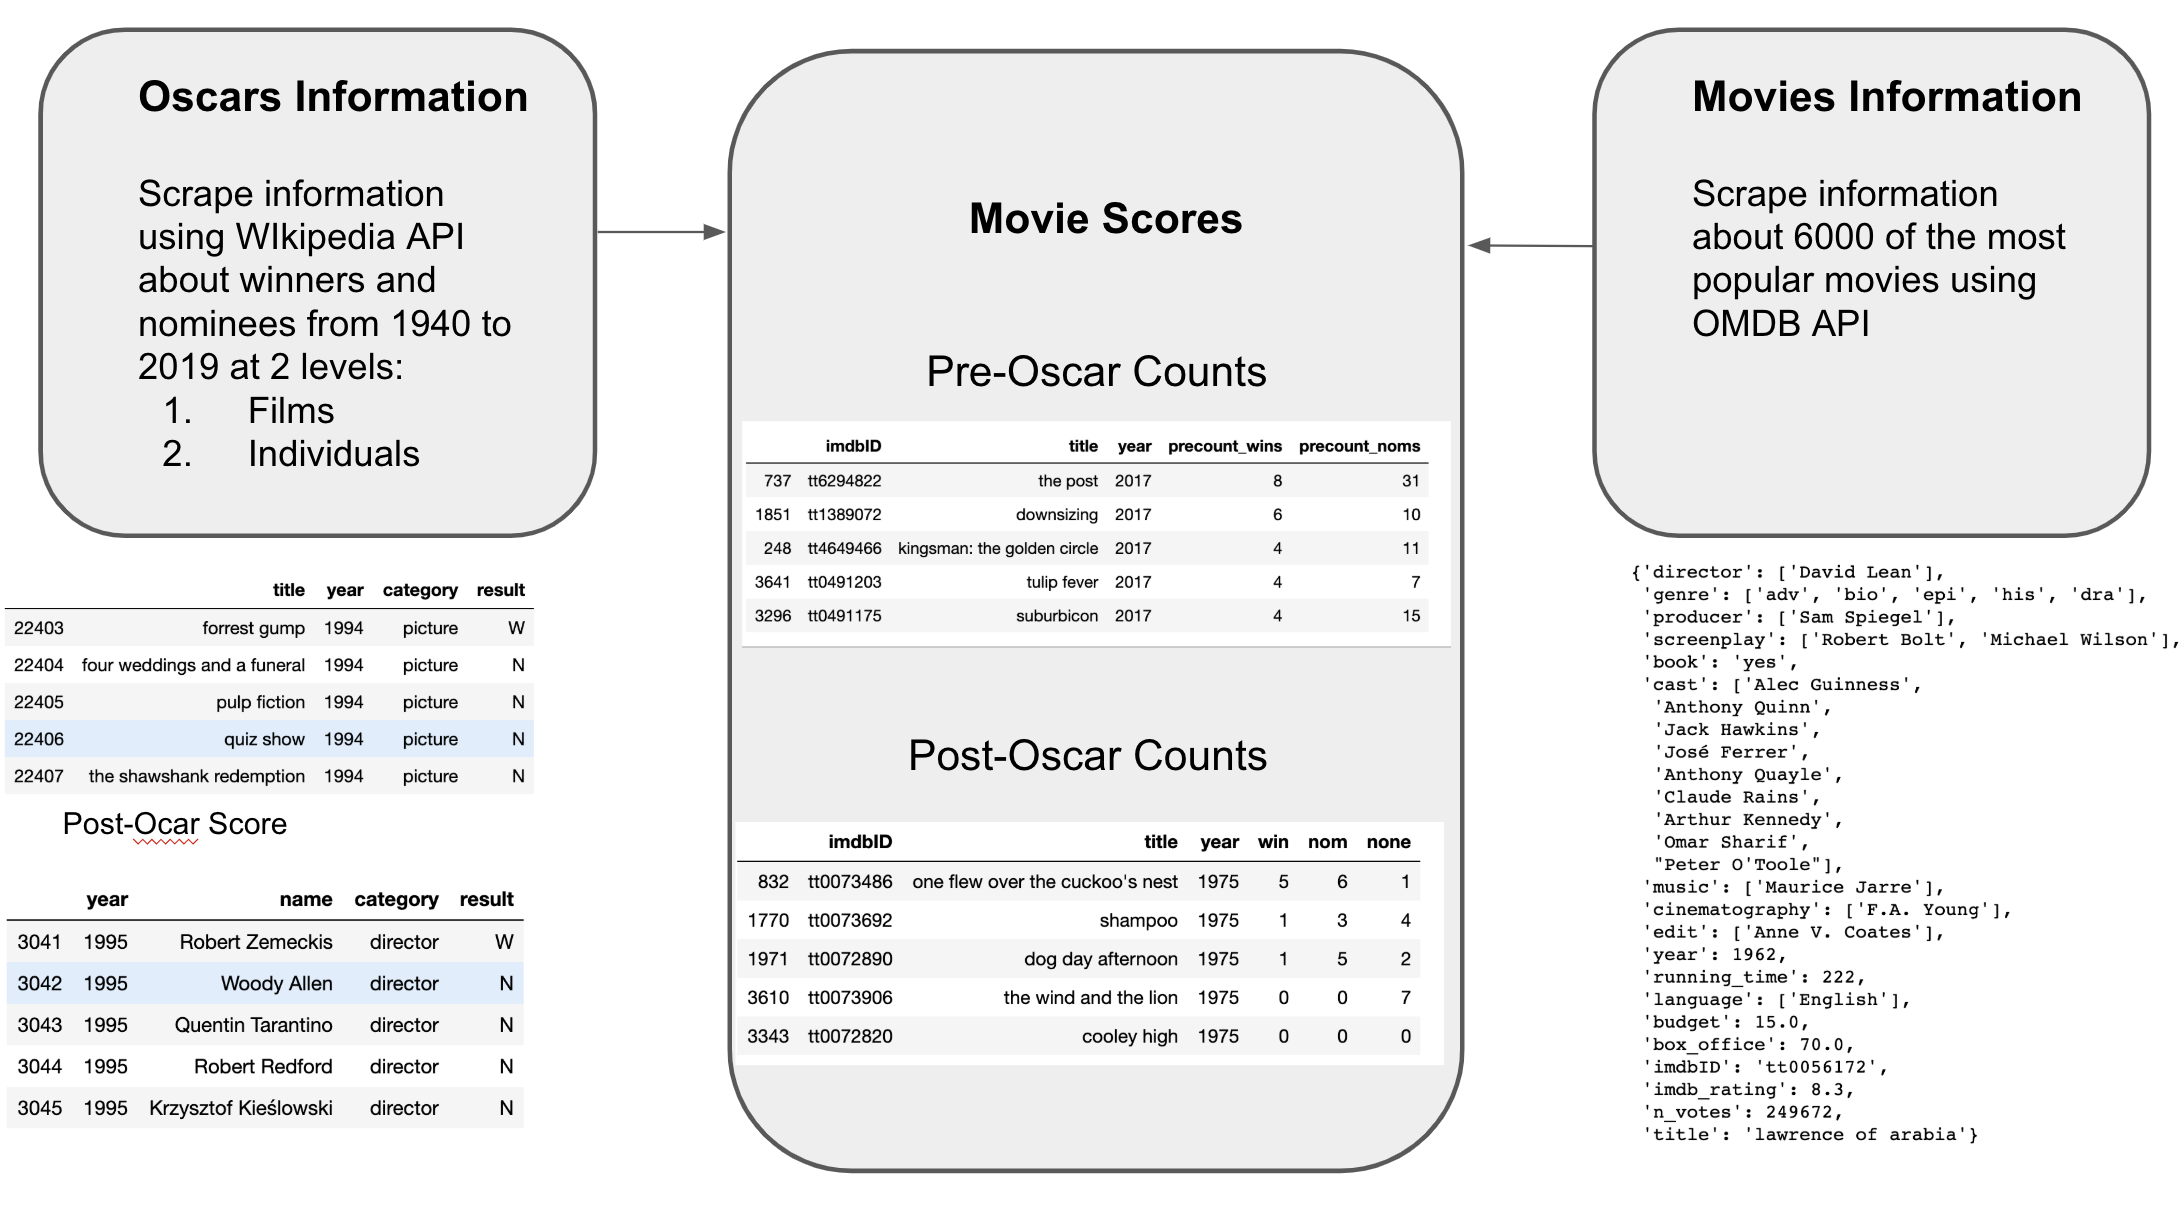 Oscars Information
Scrape information
using WIkipedia API
about winners and
nominees from 1940 to
2019 at 2 levels:
1. Films
2. Individuals
title year category result
22403 forrest gump 1994 picture W
22404 four weddings and a funeral 1994 picture N
22405 pulp fiction 1994 picture N
22406 quiz show 1994 picture N
22407 the shawshank redemption 1994 picture N
Post-Ocar Score
year name category result
3041 1995 Robert Zemeckis director W
3042 1995 Woody Allen director N
3043 1995 Quentin Tarantino director N
3044 1995 Robert Redford director N
3045 1995 Krzysztof Kieślowski director N
Movie Scores
Pre-Oscar Counts
imdbID title year precount_wins precount_noms
737 tt6294822 the post 2017 8 31
1851 tt1389072 downsizing 2017 6 10
248 tt4649466 kingsman: the golden circle 2017 4 11
3641 tt0491203 tulip fever 2017 4 7
3296 tt0491175 suburbicon 2017 4 15
Post-Oscar Counts
imdbID title year win nom none
832 tt0073486 one flew over the cuckoo's nest 1975 5 6 1
1770 tt0073692 shampoo 1975 1 3 4
1971 tt0072890 dog day afternoon 1975 1 5 2
3610 tt0073906 the wind and the lion 1975 0 0 7
3343 tt0072820 cooley high 1975 0 0 0
Movies Information
Scrape information
about 6000 of the most
popular movies using
OMDB API
{'director': ['David Lean'],
'genre': ['adv', 'bio', 'epi', 'his', 'dra'],
'producer': ['Sam Spiegel'],
'screenplay': ['Robert Bolt', 'Michael Wilson'],
'book': 'yes',
'cast': ['Alec Guinness',
'Anthony Quinn',
'Jack Hawkins',
'José Ferrer',
'Anthony Quayle',
'Claude Rains',
'Arthur Kennedy',
'Omar Sharif',
"Peter O'Toole"],
'music': ['Maurice Jarre'],
'cinematography': ['F.A. Young'],
'edit': ['Anne V. Coates'],
'year': 1962,
'running_time': 222,
'language': ['English'],
'budget': 15.0,
'box_office': 70.0,
'imdbID': 'tt0056172',
'imdb_rating': 8.3,
'n_votes': 249672,
'title': 'lawrence of arabia'}